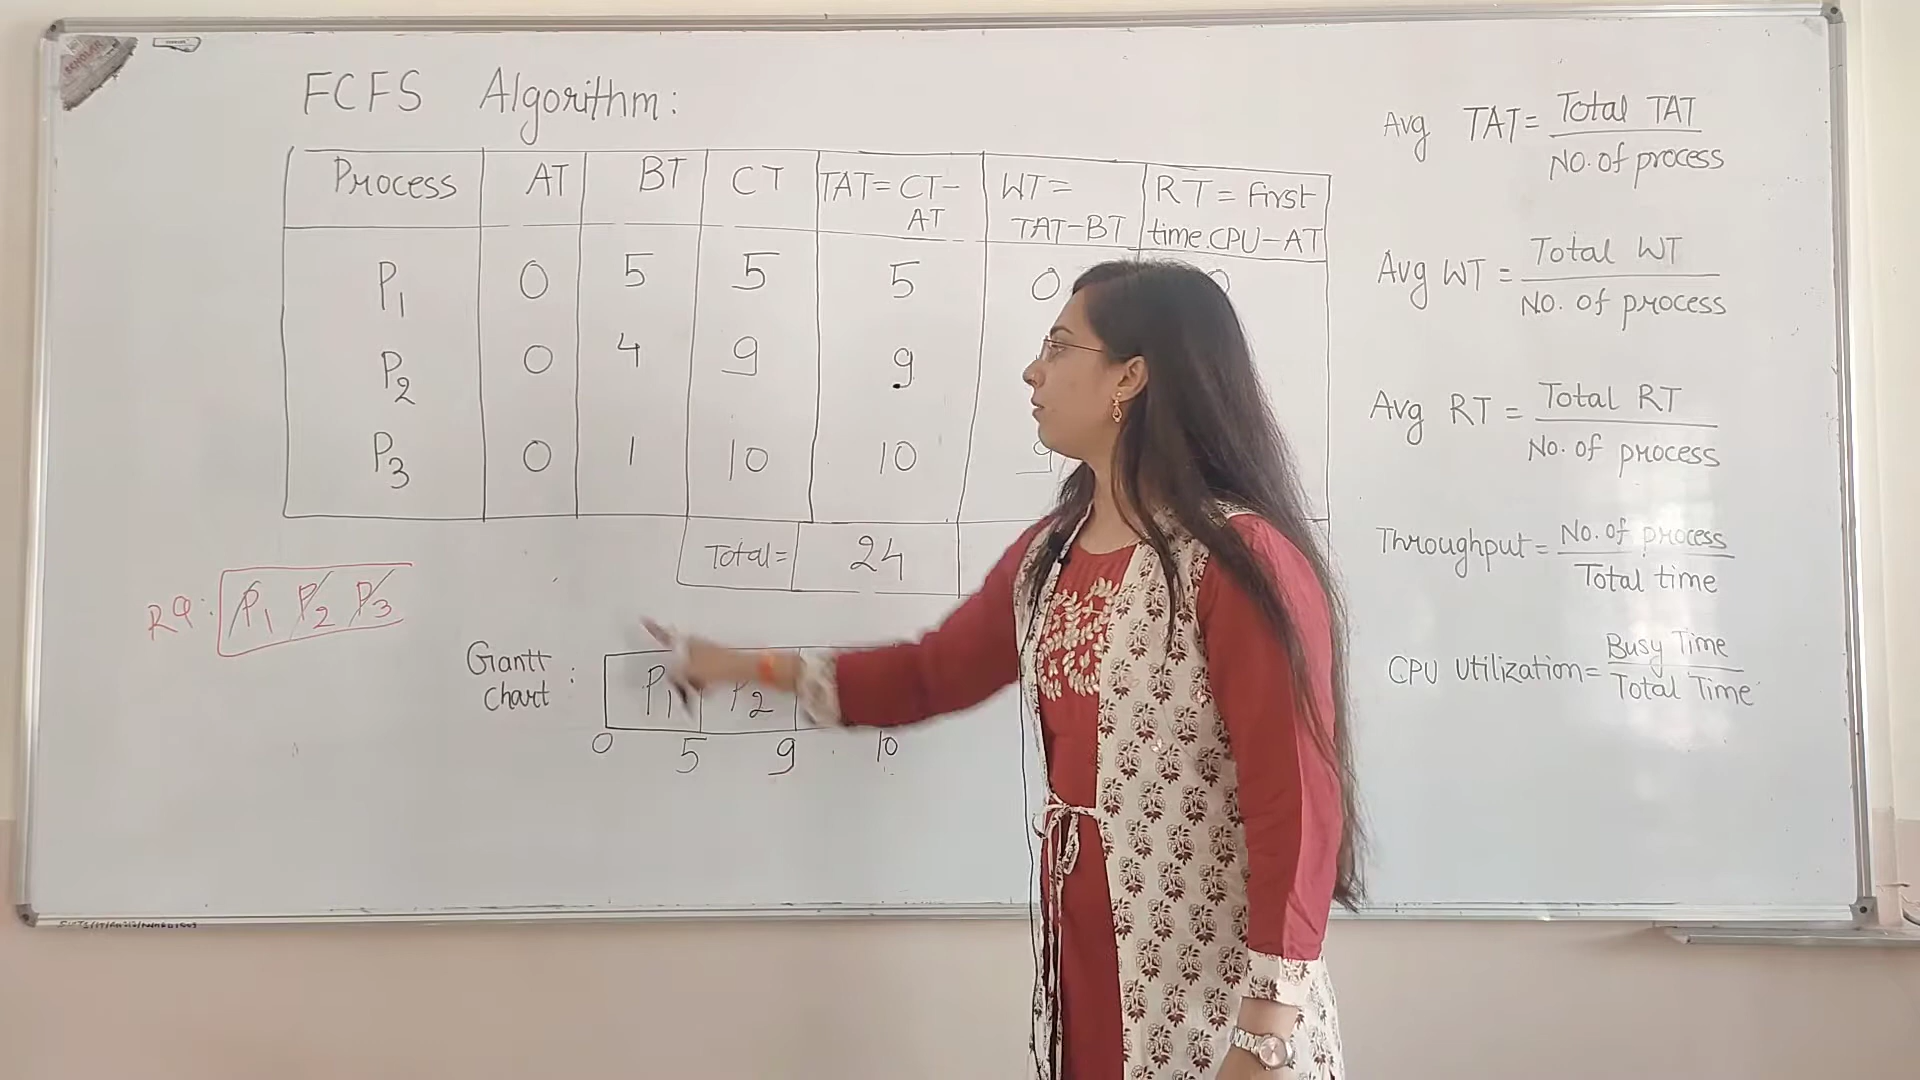 FCFS Algorithm:
Process AT BT CT TAT=CT-AT WT=TAT-BT RT=First time.CPU-AT
P1 0 5 5 5 0 0
P2 0 4 9 9
P3 0 1 10 10 9
Total= 24
RQ: P1 P2 P3
Giantt chart : P1 P2
0 5 9 10
Avg TAT= Total TAT
No. of process
Avg WT= Total WT
No. of process
Avg RT= Total RT
No. of process
Throughput= No. of process
Total time
CPU Utilization= Busy Time
Total Time